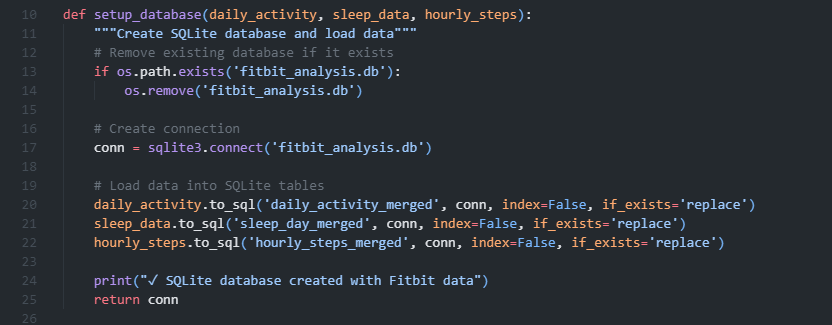 10 def setup_database(daily_activity, sleep_data, hourly_steps):
11     """Create SQLite database and load data"""
12     # Remove existing database if it exists
13     if os.path.exists('fitbit_analysis.db'):
14         os.remove('fitbit_analysis.db')
15
16     # Create connection
17     conn = sqlite3.connect('fitbit_analysis.db')
18
19     # Load data into SQLite tables
20     daily_activity.to_sql('daily_activity_merged', conn, index=False, if_exists='replace')
21     sleep_data.to_sql('sleep_day_merged', conn, index=False, if_exists='replace')
22     hourly_steps.to_sql('hourly_steps_merged', conn, index=False, if_exists='replace')
23
24     print("✓ SQLite database created with Fitbit data")
25     return conn
26